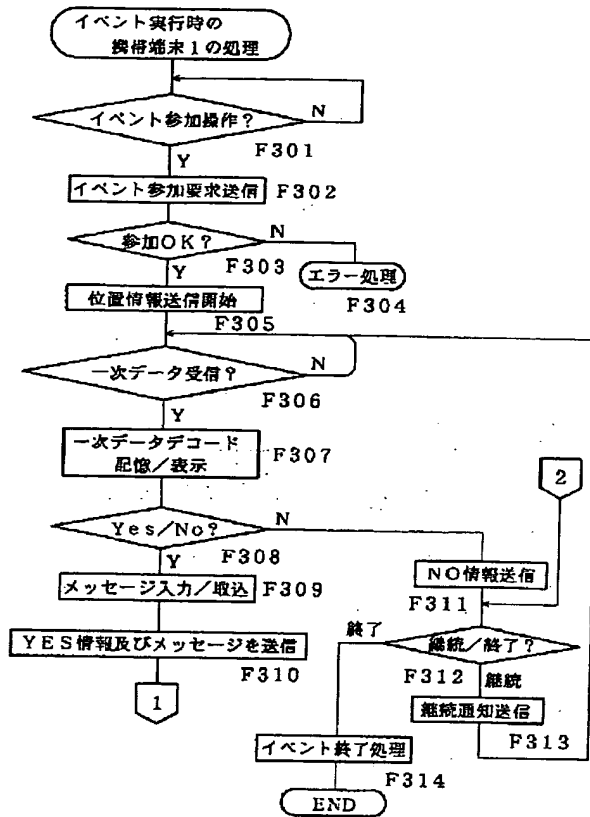 イベント実行時の
携帯端末1の処理
イベント参加操作?
N
F301
Y
イベント参加要求送信
F302
参加OK?
N
F303
Y
エラー処理
F304
位置情報送信開始
F305
一次データ受信?
N
F306
Y
一次データデコード
記憶/表示
F307
Yes/No?
N
F308
Y
メッセージ入力/取込
F309
YES情報及びメッセージを送信
F310
1
2
NO情報送信
F311
継続/終了?
終了
F312
継続
継続通知送信
F313
イベント終了処理
F314
END